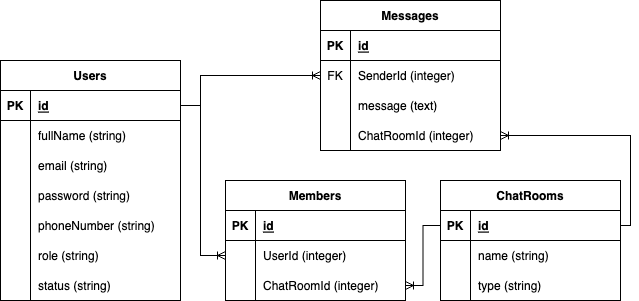 Messages
PK id
FK SenderId (integer)
message (text)
ChatRoomId (integer)
Users
PK id
fullName (string)
email (string)
password (string)
phoneNumber (string)
role (string)
status (string)
Members
PK id
UserId (integer)
ChatRoomId (integer)
ChatRooms
PK id
name (string)
type (string)